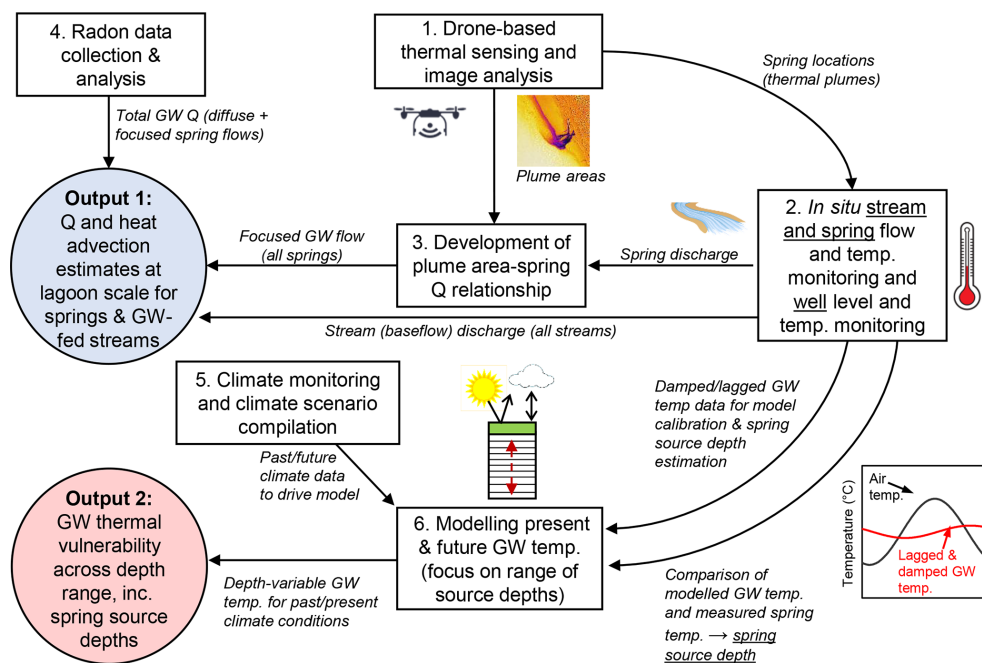 4. Radon data
collection &
analysis
1. Drone-based
thermal sensing and
image analysis
Spring locations
(thermal plumes)
Total GW Q (diffuse +
focused spring flows)
Plume areas
Output 1:
Q and heat
advection
estimates at
lagoon scale for
springs & GW-
fed streams
Focused GW flow
(all springs)
3. Development of
plume area-spring
Q relationship
Spring discharge
2. In situ stream
and spring flow
and temp.
monitoring and
well level and
temp. monitoring
Stream (baseflow) discharge (all streams)
5. Climate monitoring
and climate scenario
compilation
Past/future
climate data
to drive model
Damped/lagged GW
temp data for model
calibration & spring
source depth
estimation
Output 2:
GW thermal
vulnerability
across depth
range, inc.
spring source
depths
Depth-variable GW
temp. for past/present
climate conditions
6. Modelling present
& future GW temp.
(focus on range of
source depths)
Comparison of
modelled GW temp.
and measured spring
temp. → spring
source depth
Temperature (°C)
Air
temp.
Lagged &
damped GW
temp.